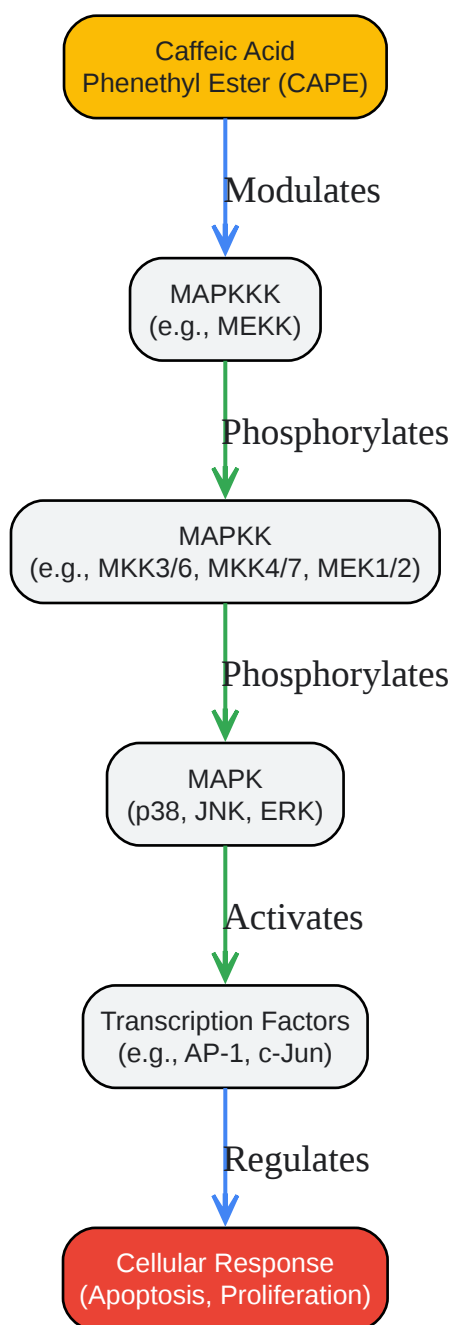 Caffeic Acid
Phenethyl Ester (CAPE)
Modulates
MAPKKK
(e.g., MEKK)
Phosphorylates
MAPKK
(e.g., MKK3/6, MKK4/7, MEK1/2)
Phosphorylates
MAPK
(p38, JNK, ERK)
Activates
Transcription Factors
(e.g., AP-1, c-Jun)
Regulates
Cellular Response
(Apoptosis, Proliferation)